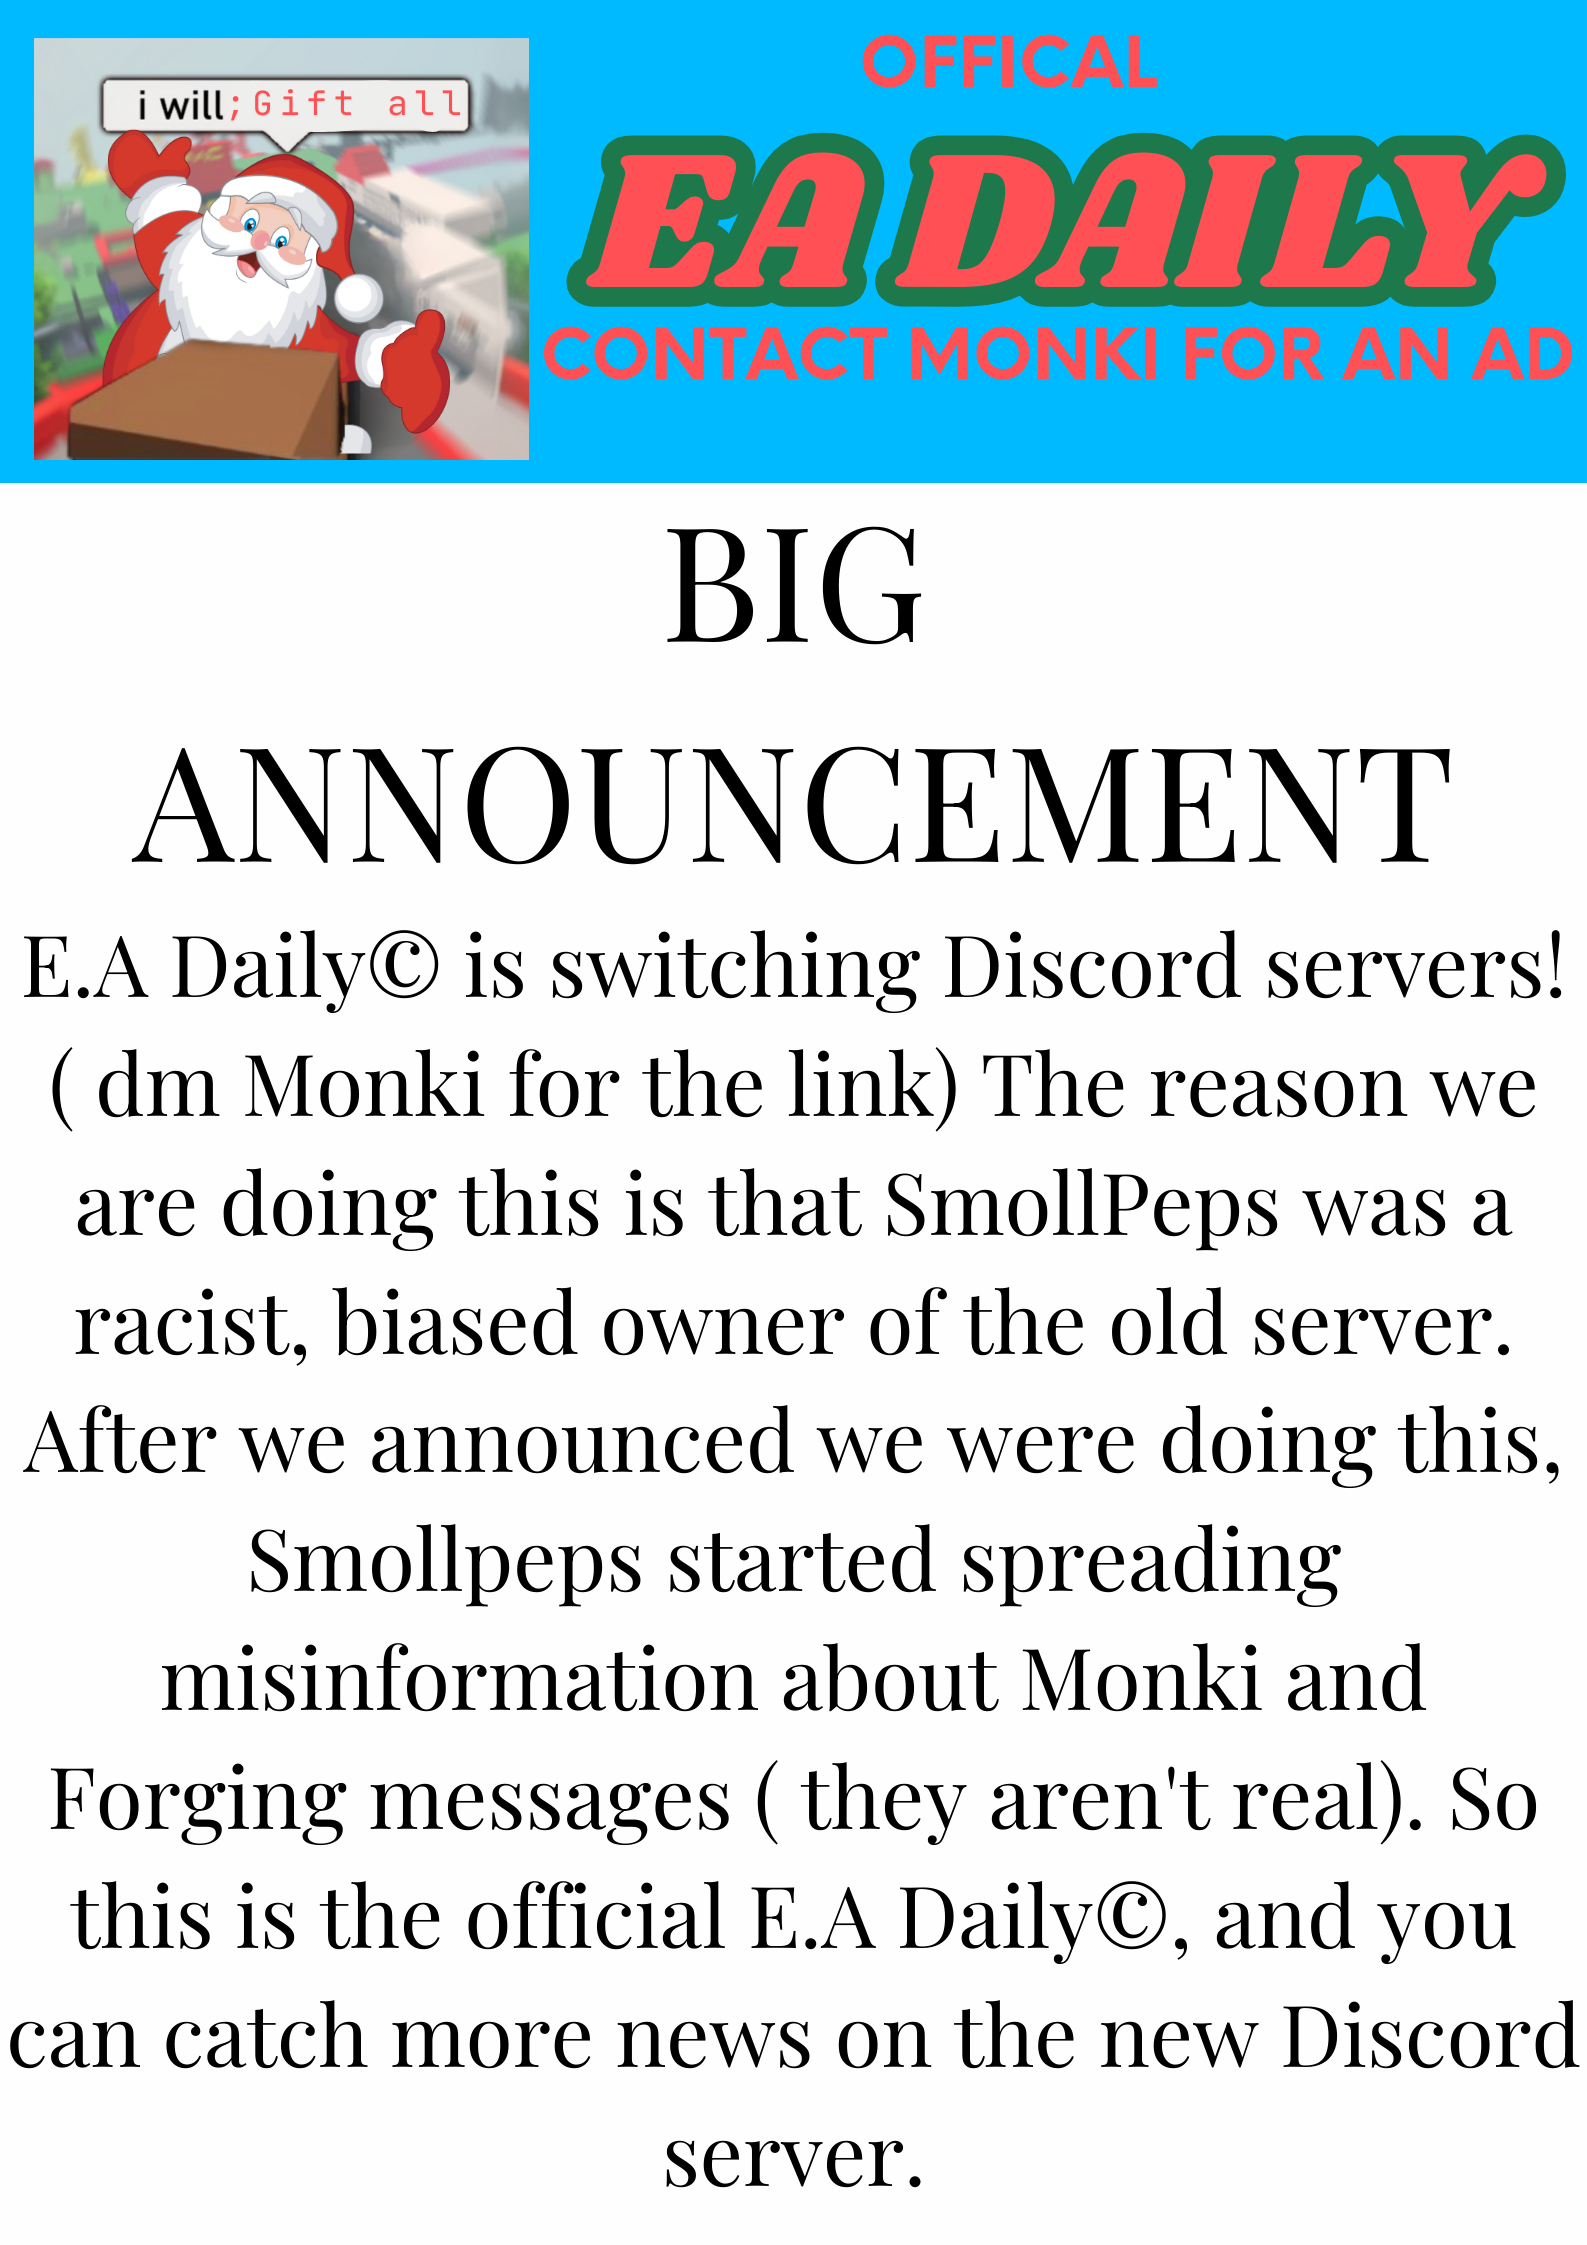 i will;Gift all
OFFICAL
EA DAILY
CONTACT MONKI FOR AN AD
BIG
ANNOUNCEMENT
E.A Daily© is switching Discord servers!
( dm Monki for the link) The reason we
are doing this is that SmollPeps was a
racist, biased owner of the old server.
After we announced we were doing this,
Smollpeps started spreading
misinformation about Monki and
Forging messages ( they aren't real). So
this is the official E.A Daily©, and you
can catch more news on the new Discord
server.